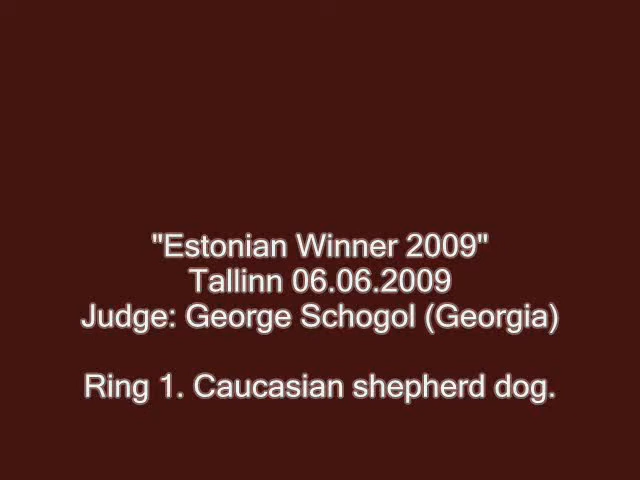 "Estonian Winner 2009"
Tallinn 06.06.2009
Judge: George Schogol (Georgia)
Ring 1. Caucasian shepherd dog.